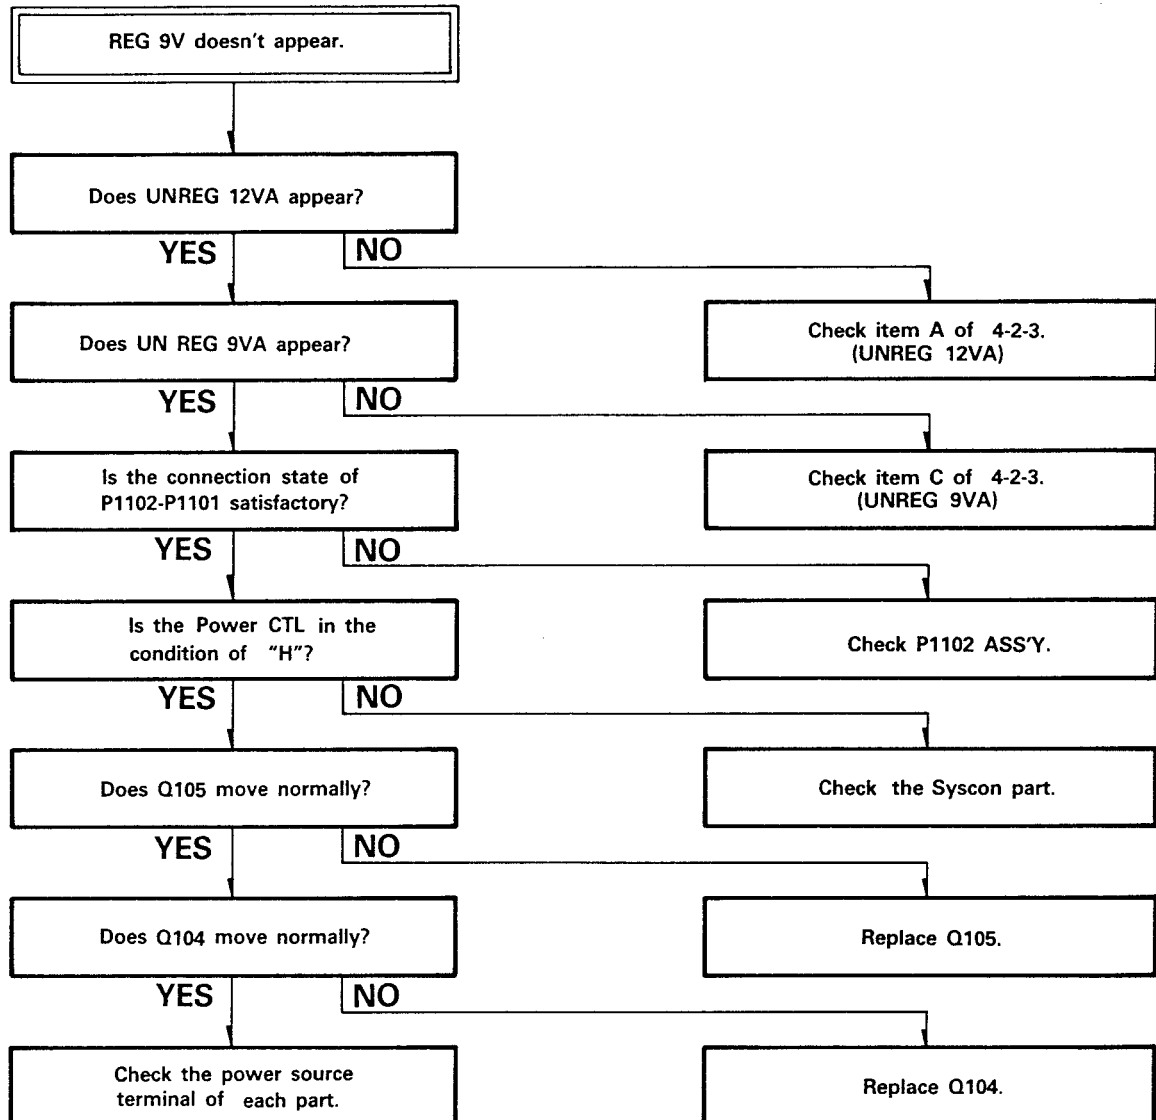 REG 9V doesn't appear.
Does UNREG 12VA appear?
YES
NO
Does UN REG 9VA appear?
Check item A of 4-2-3.
(UNREG 12VA)
YES
NO
Is the connection state of
P1102-P1101 satisfactory?
Check item C of 4-2-3.
(UNREG 9VA)
YES
NO
Is the Power CTL in the
condition of "H"?
Check P1102 ASS'Y.
YES
NO
Does Q105 move normally?
Check the Syscon part.
YES
NO
Does Q104 move normally?
Replace Q105.
YES
NO
Check the power source
terminal of each part.
Replace Q104.